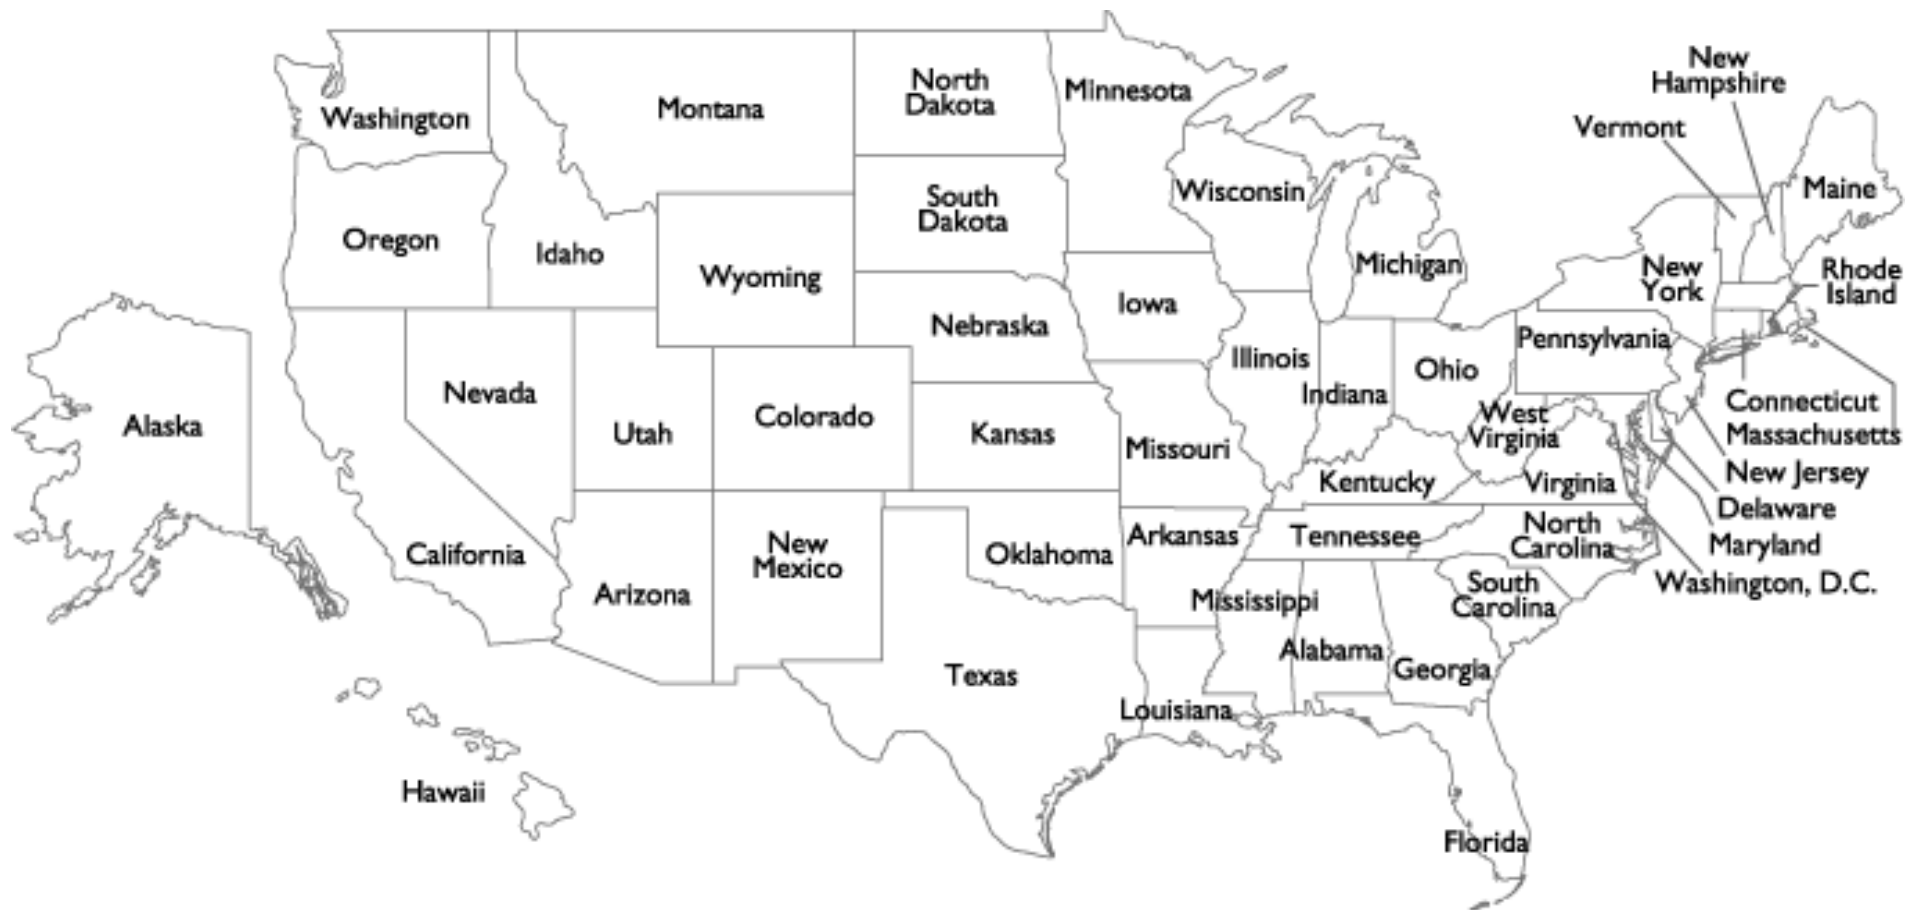 New
Hampshire
Vermont
Washington
Montana
North
Dakota
Minnesota
Wisconsin
Maine
South
Dakota
Oregon
Idaho
Wyoming
Michigan
New
York
Rhode
Island
Iowa
Nebraska
Pennsylvania
Illinois
Ohio
Indiana
Nevada
Utah
Colorado
Kansas
Missouri
West
Virginia
Connecticut
Massachusetts
Alaska
Kentucky
Virginia
New Jersey
Delaware
Maryland
Washington, D.C.
California
Arizona
New
Mexico
Oklahoma
Arkansas
Tennessee
North
Carolina
South
Carolina
Mississippi
Alabama
Georgia
Texas
Louisiana
Hawaii
Florida